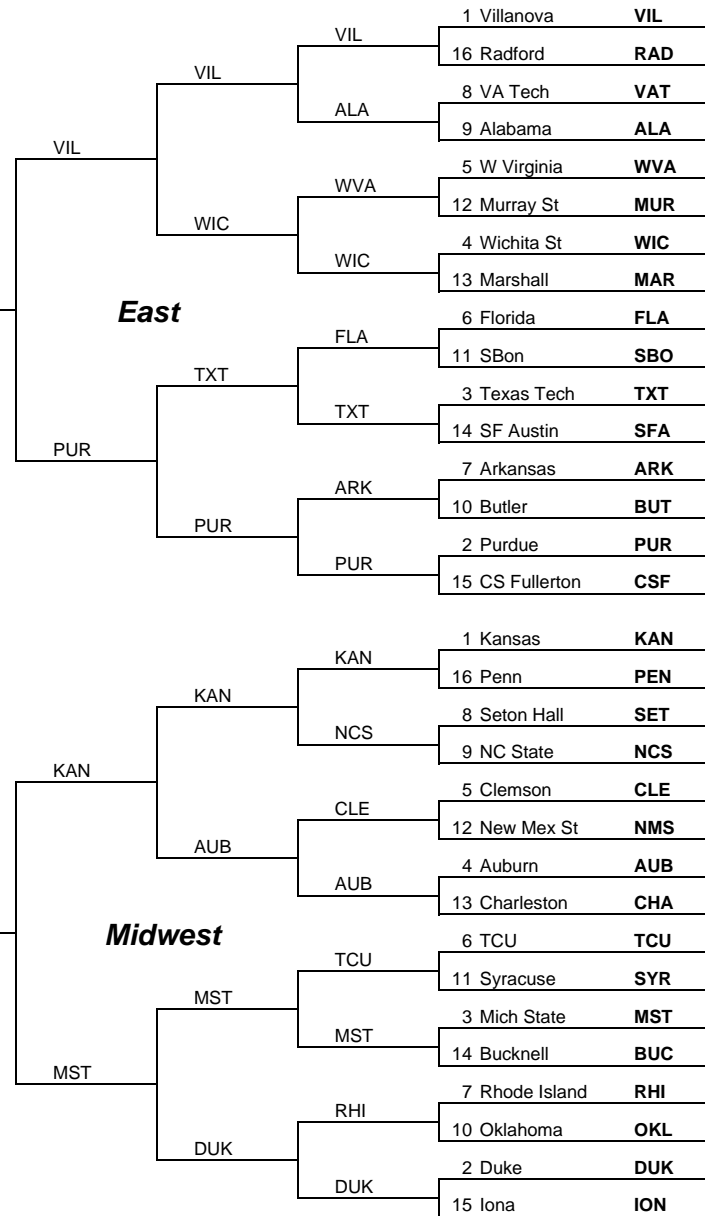 1 Villanova VIL
VIL
16 Radford RAD
VIL
8 VA Tech VAT
ALA
9 Alabama ALA
VIL
5 W Virginia WVA
WVA
12 Murray St MUR
WIC
4 Wichita St WIC
WIC
13 Marshall MAR
East
6 Florida FLA
FLA
11 SBon SBO
TXT
3 Texas Tech TXT
TXT
14 SF Austin SFA
PUR
7 Arkansas ARK
ARK
10 Butler BUT
PUR
2 Purdue PUR
PUR
15 CS Fullerton CSF
1 Kansas KAN
KAN
16 Penn PEN
KAN
8 Seton Hall SET
NCS
9 NC State NCS
KAN
5 Clemson CLE
CLE
12 New Mex St NMS
AUB
4 Auburn AUB
AUB
13 Charleston CHA
Midwest
6 TCU TCU
TCU
11 Syracuse SYR
MST
3 Mich State MST
MST
14 Bucknell BUC
MST
7 Rhode Island RHI
RHI
10 Oklahoma OKL
DUK
2 Duke DUK
DUK
15 Iona ION